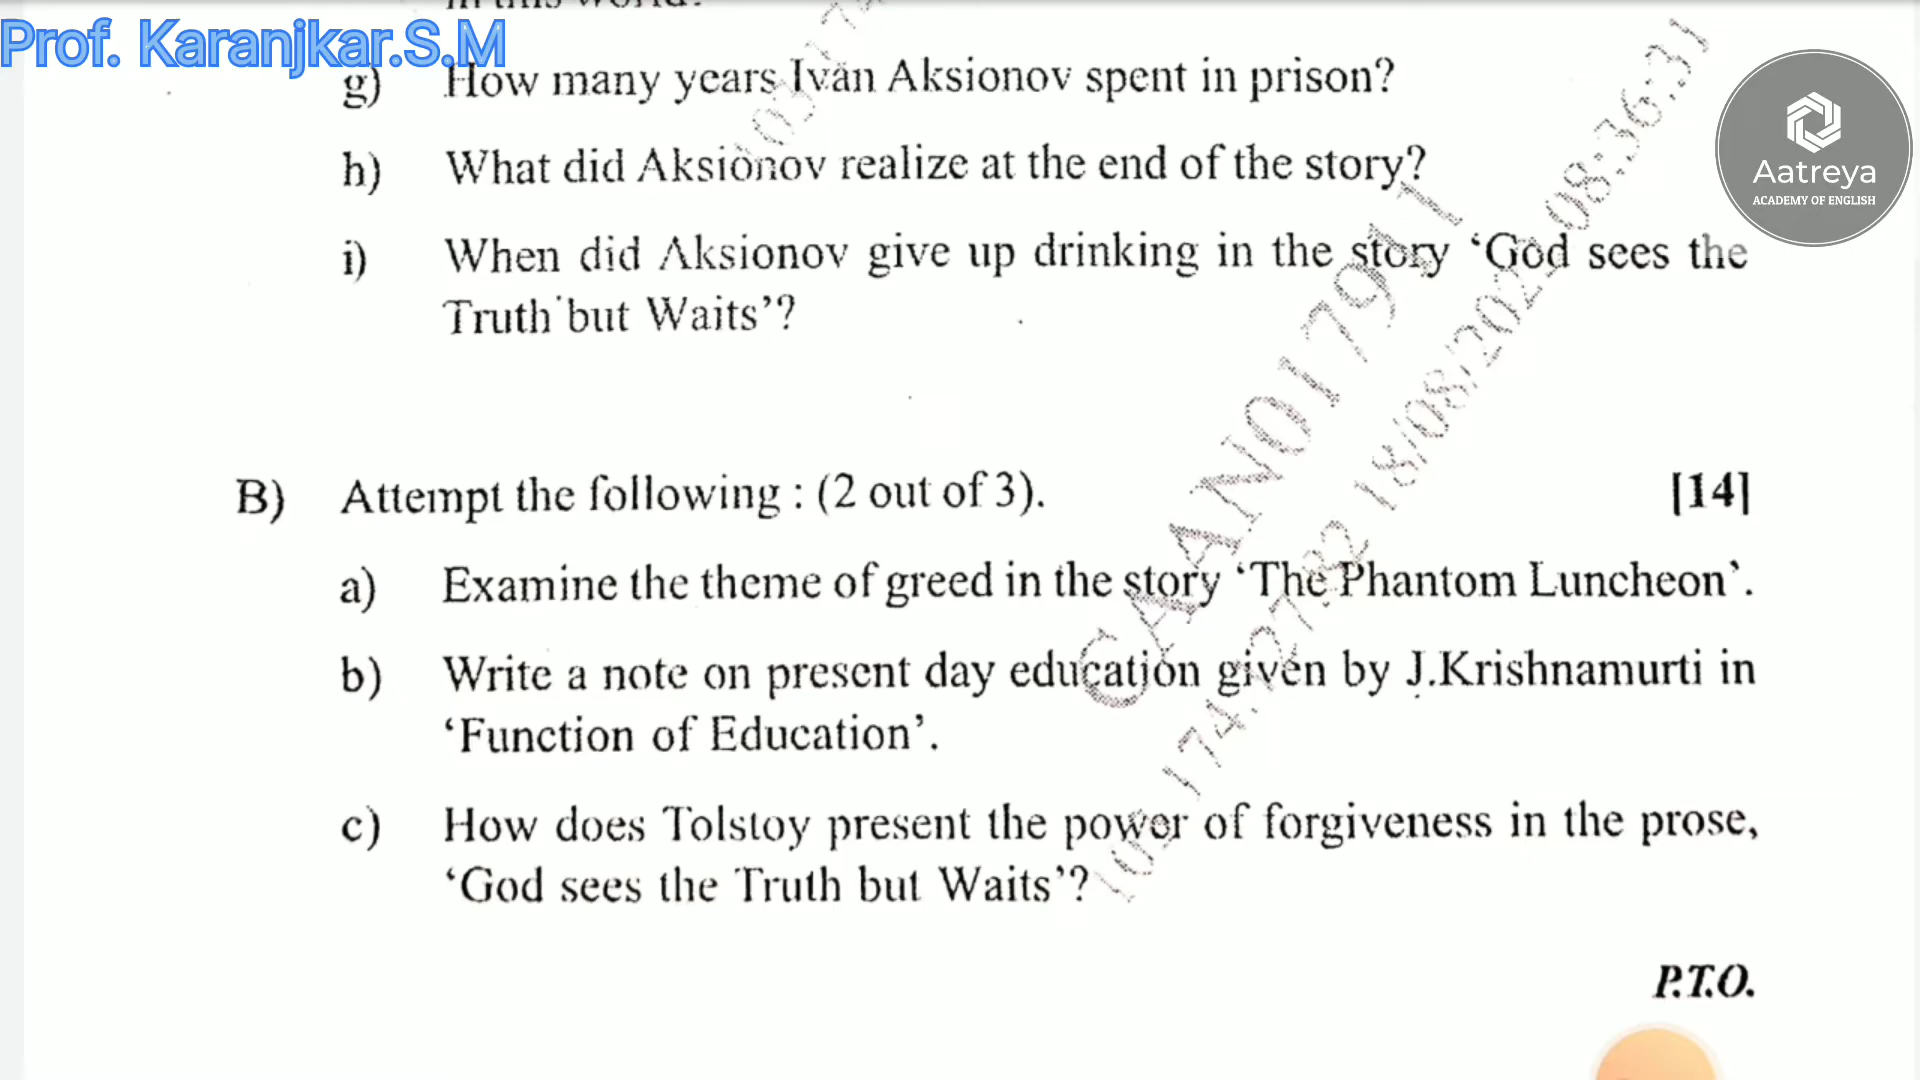 in this world.
Prof. Karanjkar.S.M
g) How many years Ivan Aksionov spent in prison?
h) What did Aksionov realize at the end of the story?
i) When did Aksionov give up drinking in the story ‘God sees the
Truth but Waits’?
Aatreya
ACADEMY OF ENGLISH
B) Attempt the following : (2 out of 3). [14]
a) Examine the theme of greed in the story ‘The Phantom Luncheon’.
b) Write a note on present day education given by J.Krishnamurti in
‘Function of Education’.
c) How does Tolstoy present the power of forgiveness in the prose,
‘God sees the Truth but Waits’?
P.T.O.